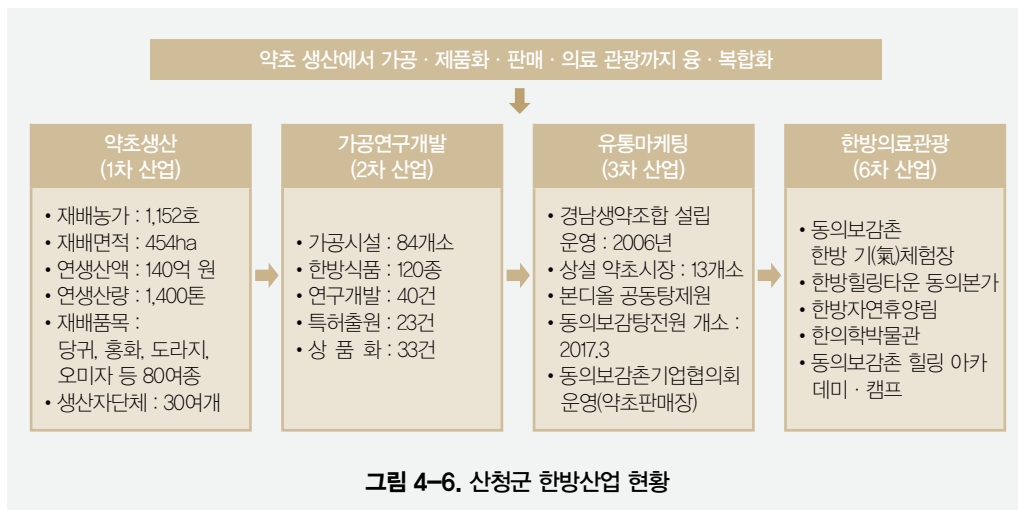 약초 생산에서 가공 · 제품화 · 판매 · 의료 관광까지 융 · 복합화
약초생산
(1차 산업)
• 재배농가 : 1,152호
• 재배면적 : 454ha
• 연생산액 : 140억 원
• 연생산량 : 1,400톤
• 재배품목 :
당귀, 홍화, 도라지,
오미자 등 80여종
• 생산자단체 : 30여개
가공연구개발
(2차 산업)
• 가공시설 : 84개소
• 한방식품 : 120종
• 연구개발 : 40건
• 특허출원 : 23건
• 상 품 화 : 33건
유통마케팅
(3차 산업)
• 경남생약조합 설립
운영 : 2006년
• 상설 약초시장 : 13개소
• 본디올 공동탕제원
• 동의보감탕전원 개소 :
2017.3
• 동의보감촌기업협의회
운영(약초판매장)
한방의료관광
(6차 산업)
• 동의보감촌
한방 기(氣)체험장
• 한방힐링타운 동의본가
• 한방자연휴양림
• 한의학박물관
• 동의보감촌 힐링 아카
데미 · 캠프
그림 4-6. 산청군 한방산업 현황